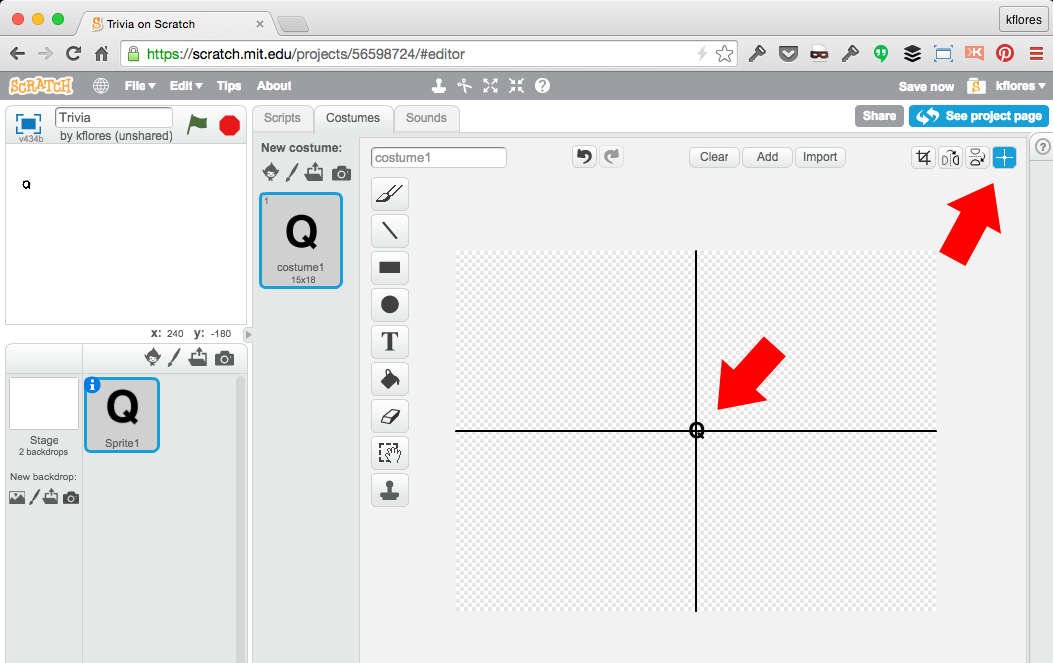 Trivia on Scratch
kflores
https://scratch.mit.edu/projects/56598724/#editor
SCRATCH File Edit Tips About Save now kflores
Trivia
by kflores (unshared)
v434b
Scripts Costumes Sounds
Share See project page
New costume:
costume1
Clear Add Import
Q
1
Q
costume1
15x18
T
x: 240 y: -180
Q
Sprite1
Stage
2 backdrops
New backdrop:
Q